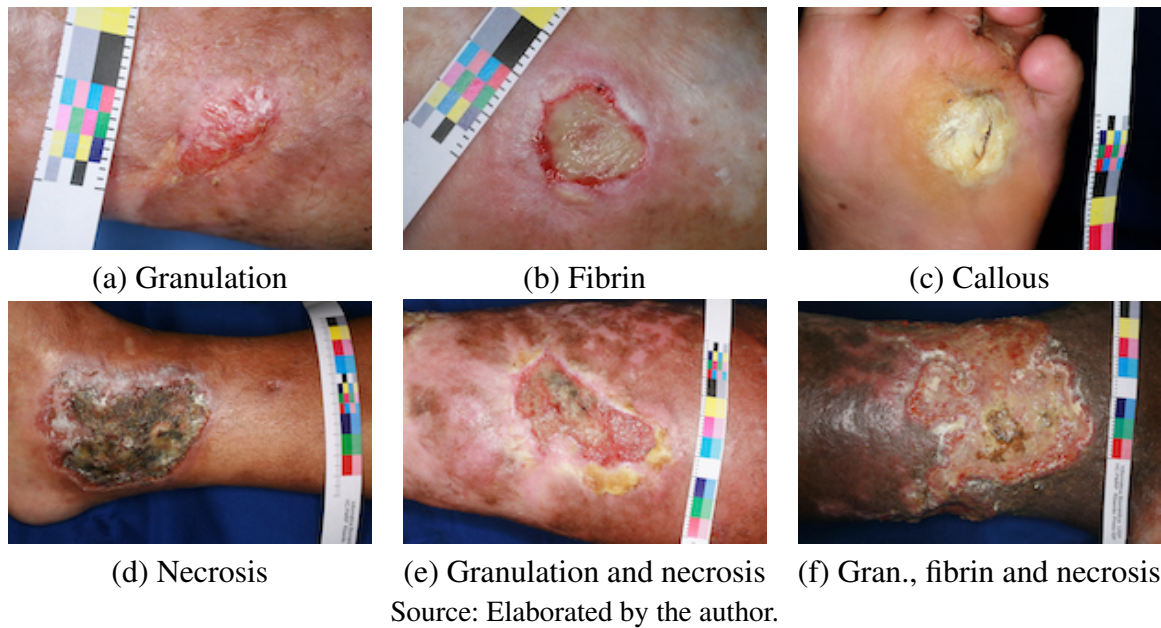 (a) Granulation
(b) Fibrin
(c) Callous
(d) Necrosis
(e) Granulation and necrosis
(f) Gran., fibrin and necrosis
Source: Elaborated by the author.